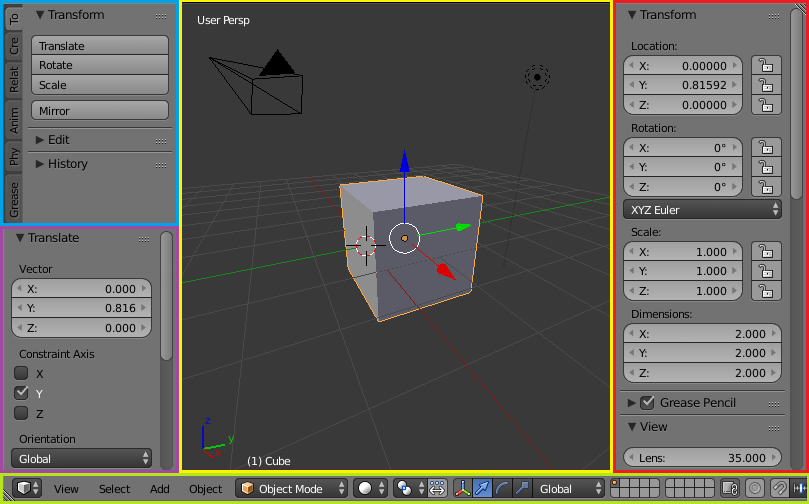 To
Cre
Relat
Anim
Phy
Grease
Transform
Translate
Rotate
Scale
Mirror
Edit
History
Translate
Vector
X: 0.000
Y: 0.816
Z: 0.000
Constraint Axis
X
Y
Z
Orientation
Global
User Persp
z
y
(1) Cube
Transform
Location:
X: 0.00000
Y: 0.81592
Z: 0.00000
Rotation:
X: 0°
Y: 0°
Z: 0°
XYZ Euler
Scale:
X: 1.000
Y: 1.000
Z: 1.000
Dimensions:
X: 2.000
Y: 2.000
Z: 2.000
Grease Pencil
View
Lens: 35.000
View Select Add Object Object Mode Global